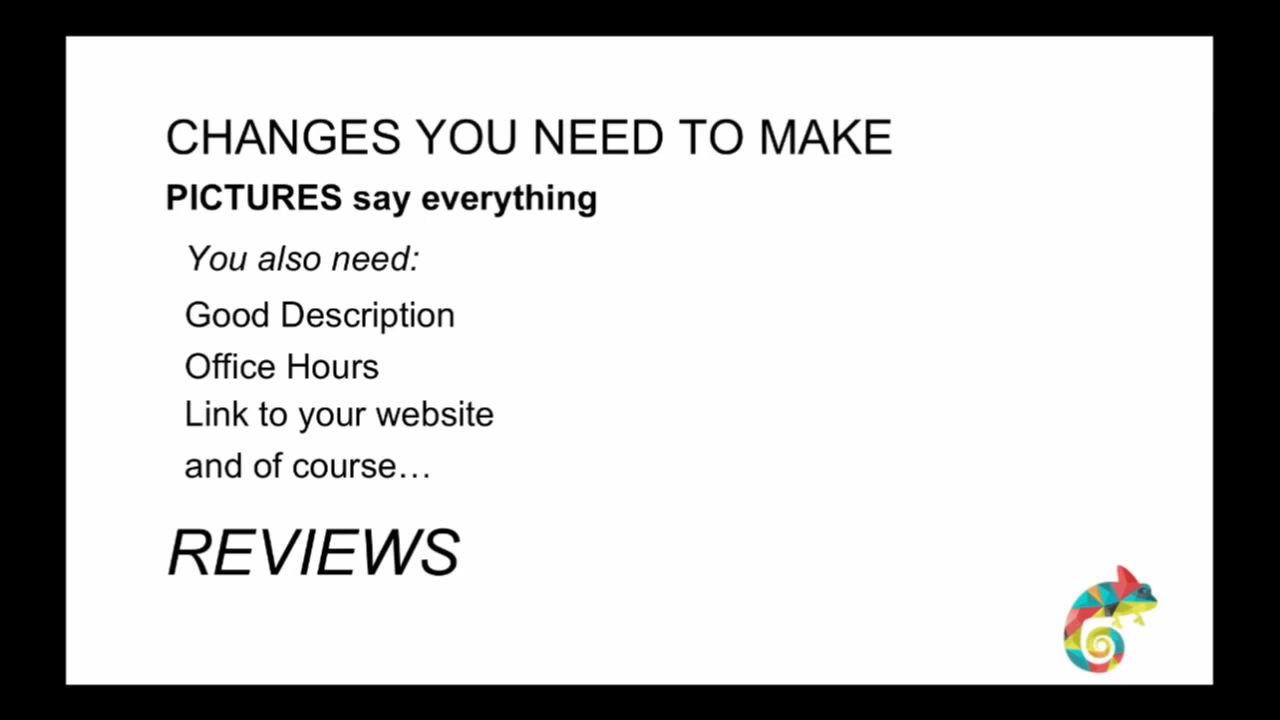 CHANGES YOU NEED TO MAKE
PICTURES say everything
You also need:
Good Description
Office Hours
Link to your website
and of course…
REVIEWS